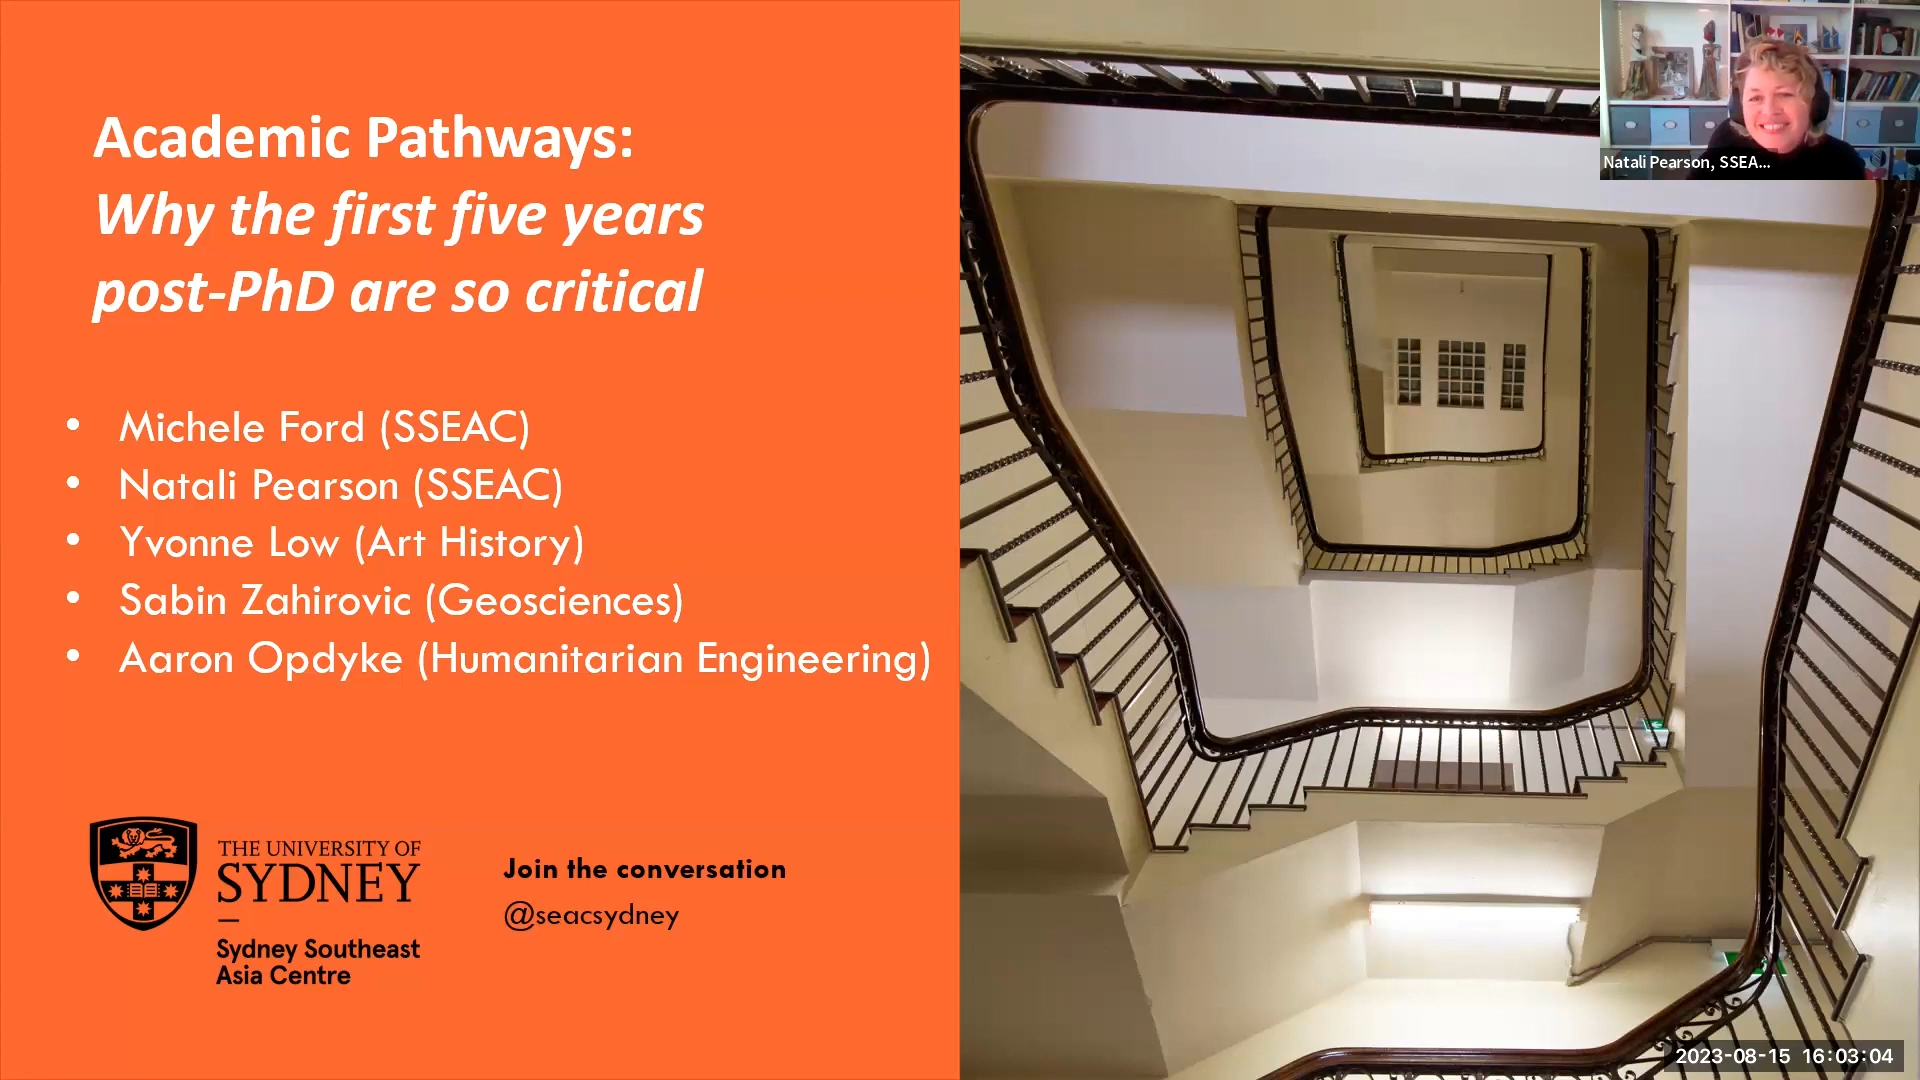 Academic Pathways:
Why the first five years
post-PhD are so critical
• Michele Ford (SSEAC)
• Natali Pearson (SSEAC)
• Yvonne Low (Art History)
• Sabin Zahirovic (Geosciences)
• Aaron Opdyke (Humanitarian Engineering)
THE UNIVERSITY OF
SYDNEY
Sydney Southeast
Asia Centre
Join the conversation
@seacsydney
Natali Pearson, SSEA...
2023-08-15 16:03:04